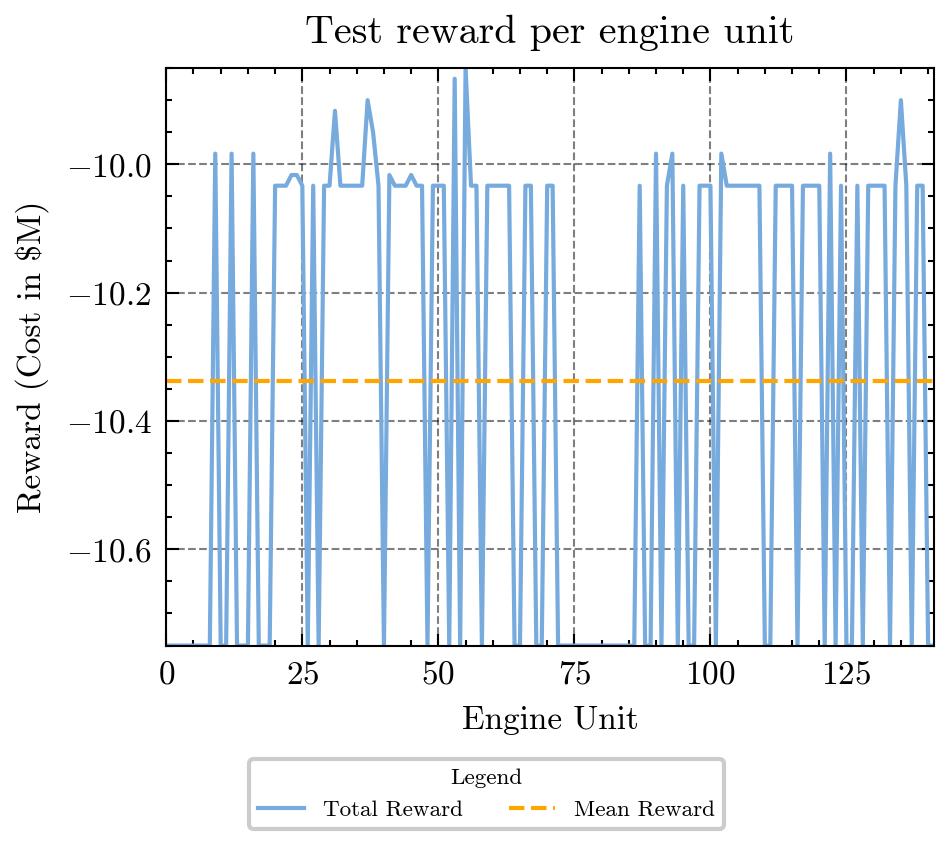 Test reward per engine unit
Reward (Cost in $M)
−10.0
−10.2
−10.4
−10.6
0 25 50 75 100 125
Engine Unit
Legend
Total Reward Mean Reward